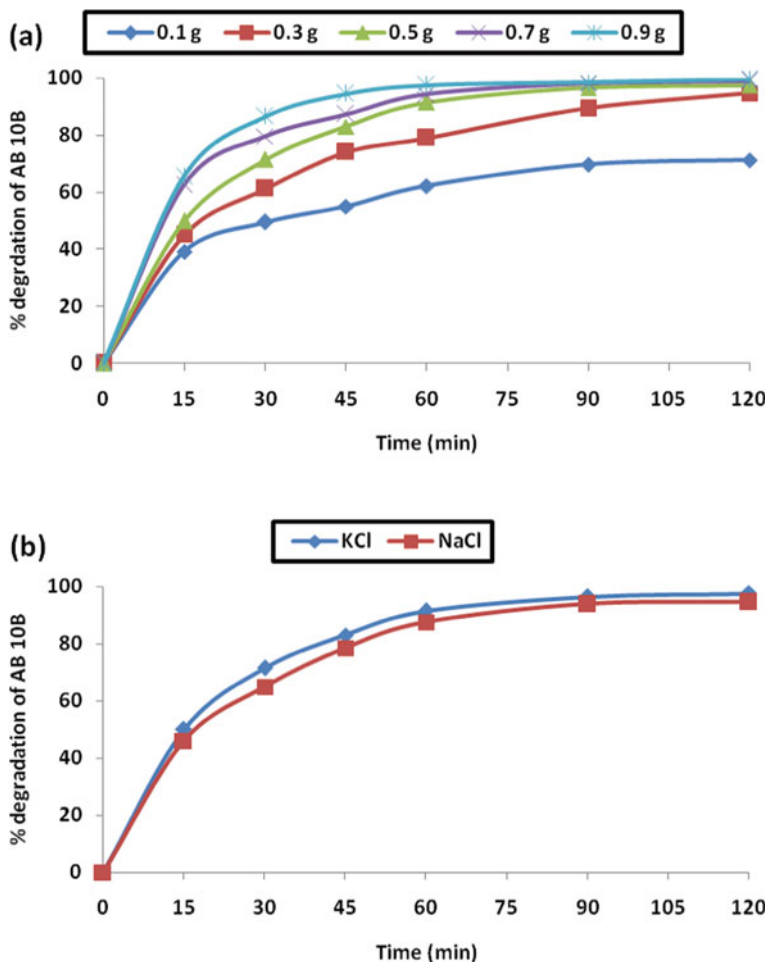 (a)
0.1 g 0.3 g 0.5 g 0.7 g 0.9 g
% degrdation of AB 10B
100
80
60
40
20
0
0 15 30 45 60 75 90 105 120
Time (min)
(b)
KCl NaCl
% degradation of AB 10B
100
80
60
40
20
0
0 15 30 45 60 75 90 105 120
Time (min)